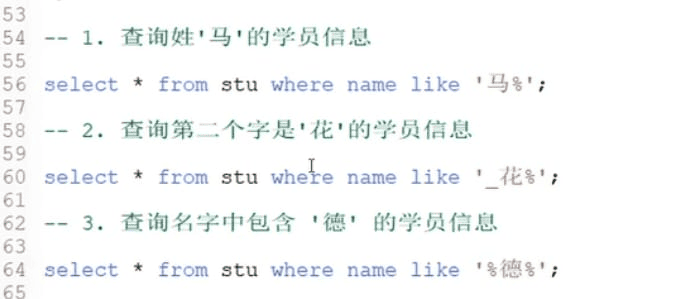 53
54 -- 1. 查询姓'马'的学员信息
55
56 select * from stu where name like '马%';
57
58 -- 2. 查询第二个字是'花'的学员信息
59
60 select * from stu where name like '_花%';
61
62 -- 3. 查询名字中包含 '德' 的学员信息
63
64 select * from stu where name like '%德%';
65